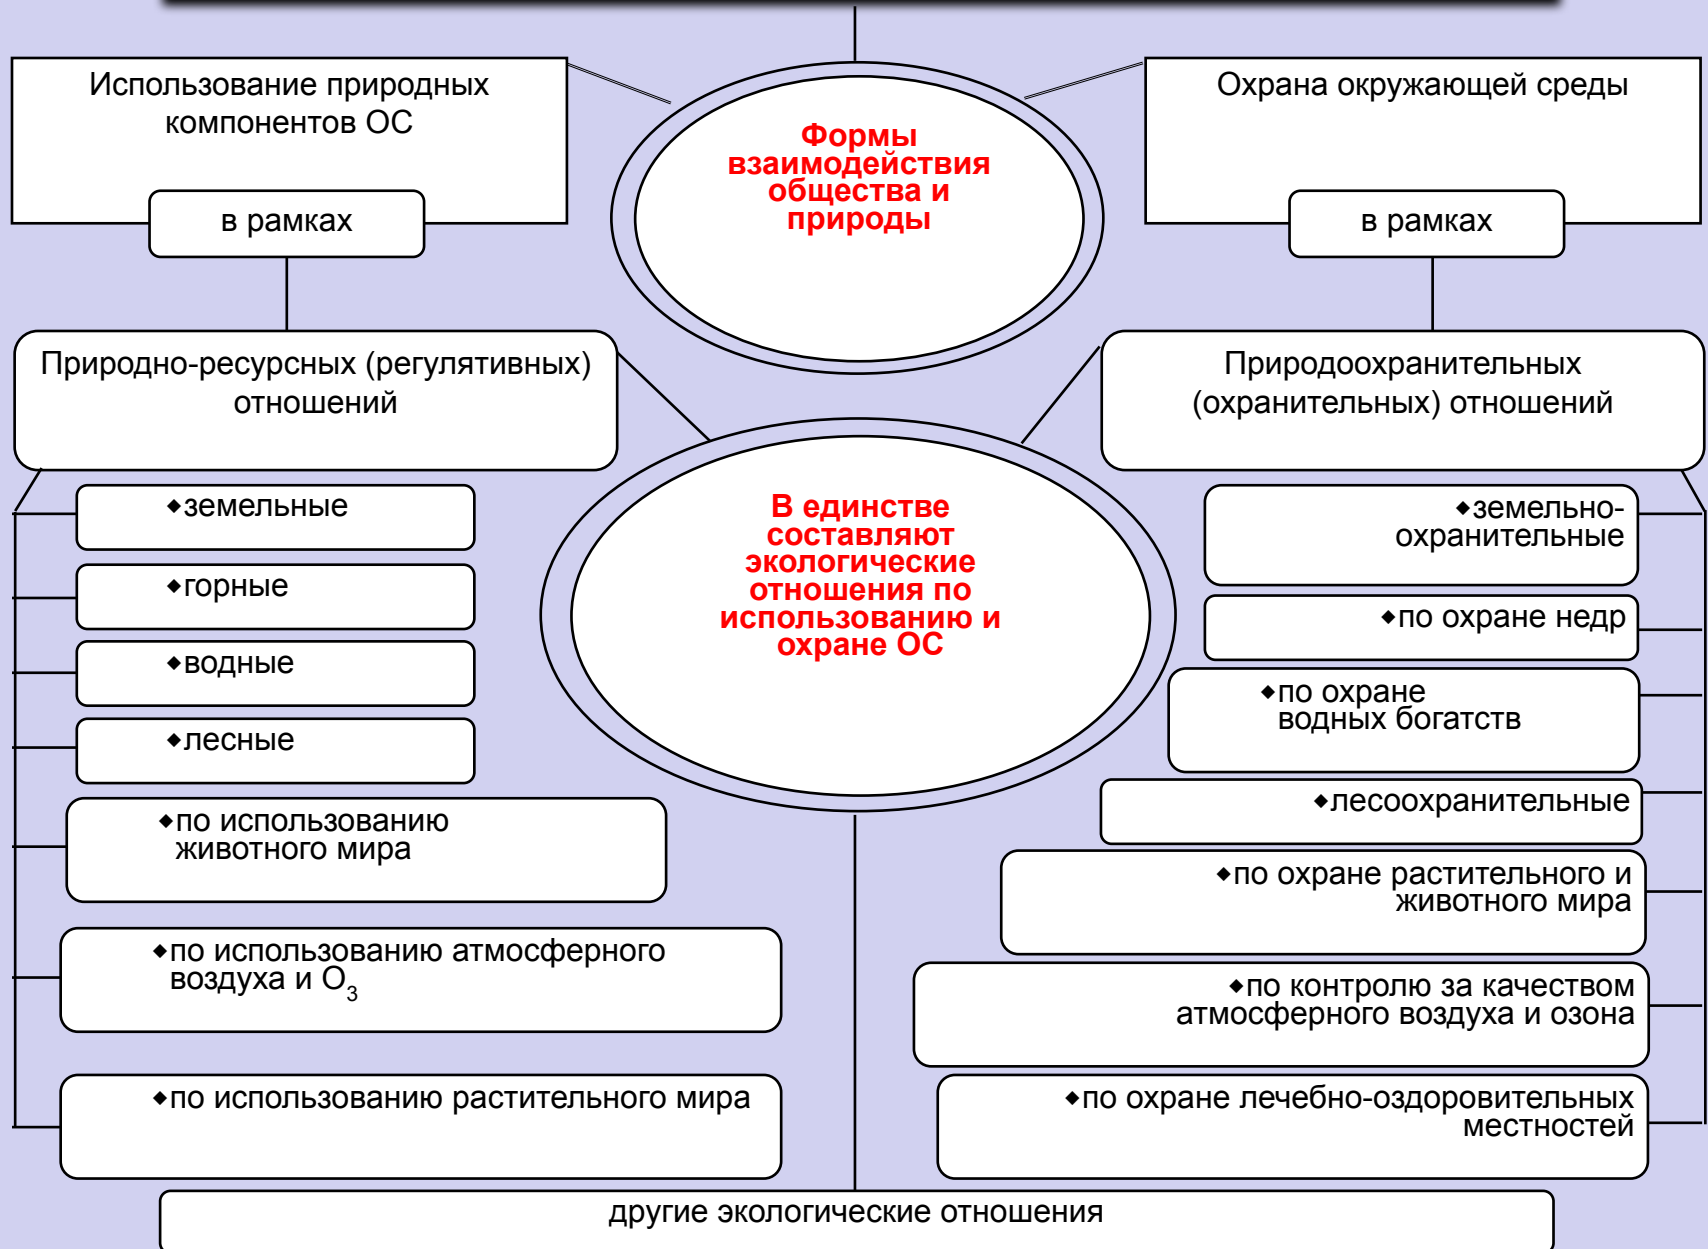 Использование природных
компонентов ОС
в рамках
Формы
взаимодействия
общества и
природы
Охрана окружающей среды
в рамках
Природно-ресурсных (регулятивных)
отношений
Природоохранительных
(охранительных) отношений
В единстве
составляют
экологические
отношения по
использованию и
охране ОС
◆земельные
◆горные
◆водные
◆лесные
◆по использованию
животного мира
◆по использованию атмосферного
воздуха и O₃
◆по использованию растительного мира
◆земельно-
охранительные
◆по охране недр
◆по охране
водных богатств
◆лесоохранительные
◆по охране растительного и
животного мира
◆по контролю за качеством
атмосферного воздуха и озона
◆по охране лечебно-оздоровительных
местностей
другие экологические отношения